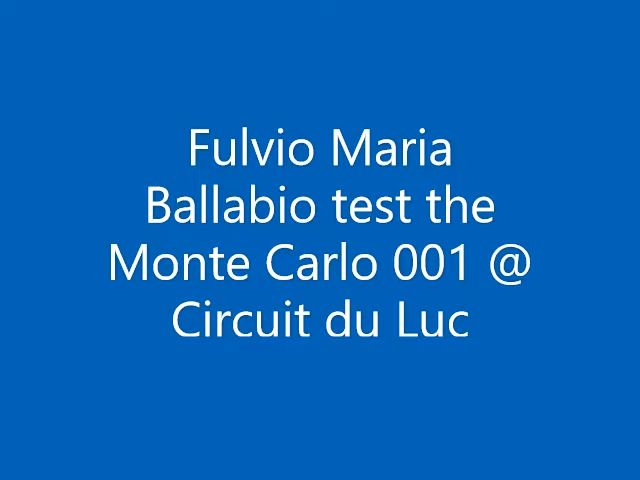 Fulvio Maria
Ballabio test the
Monte Carlo 001 @
Circuit du Luc